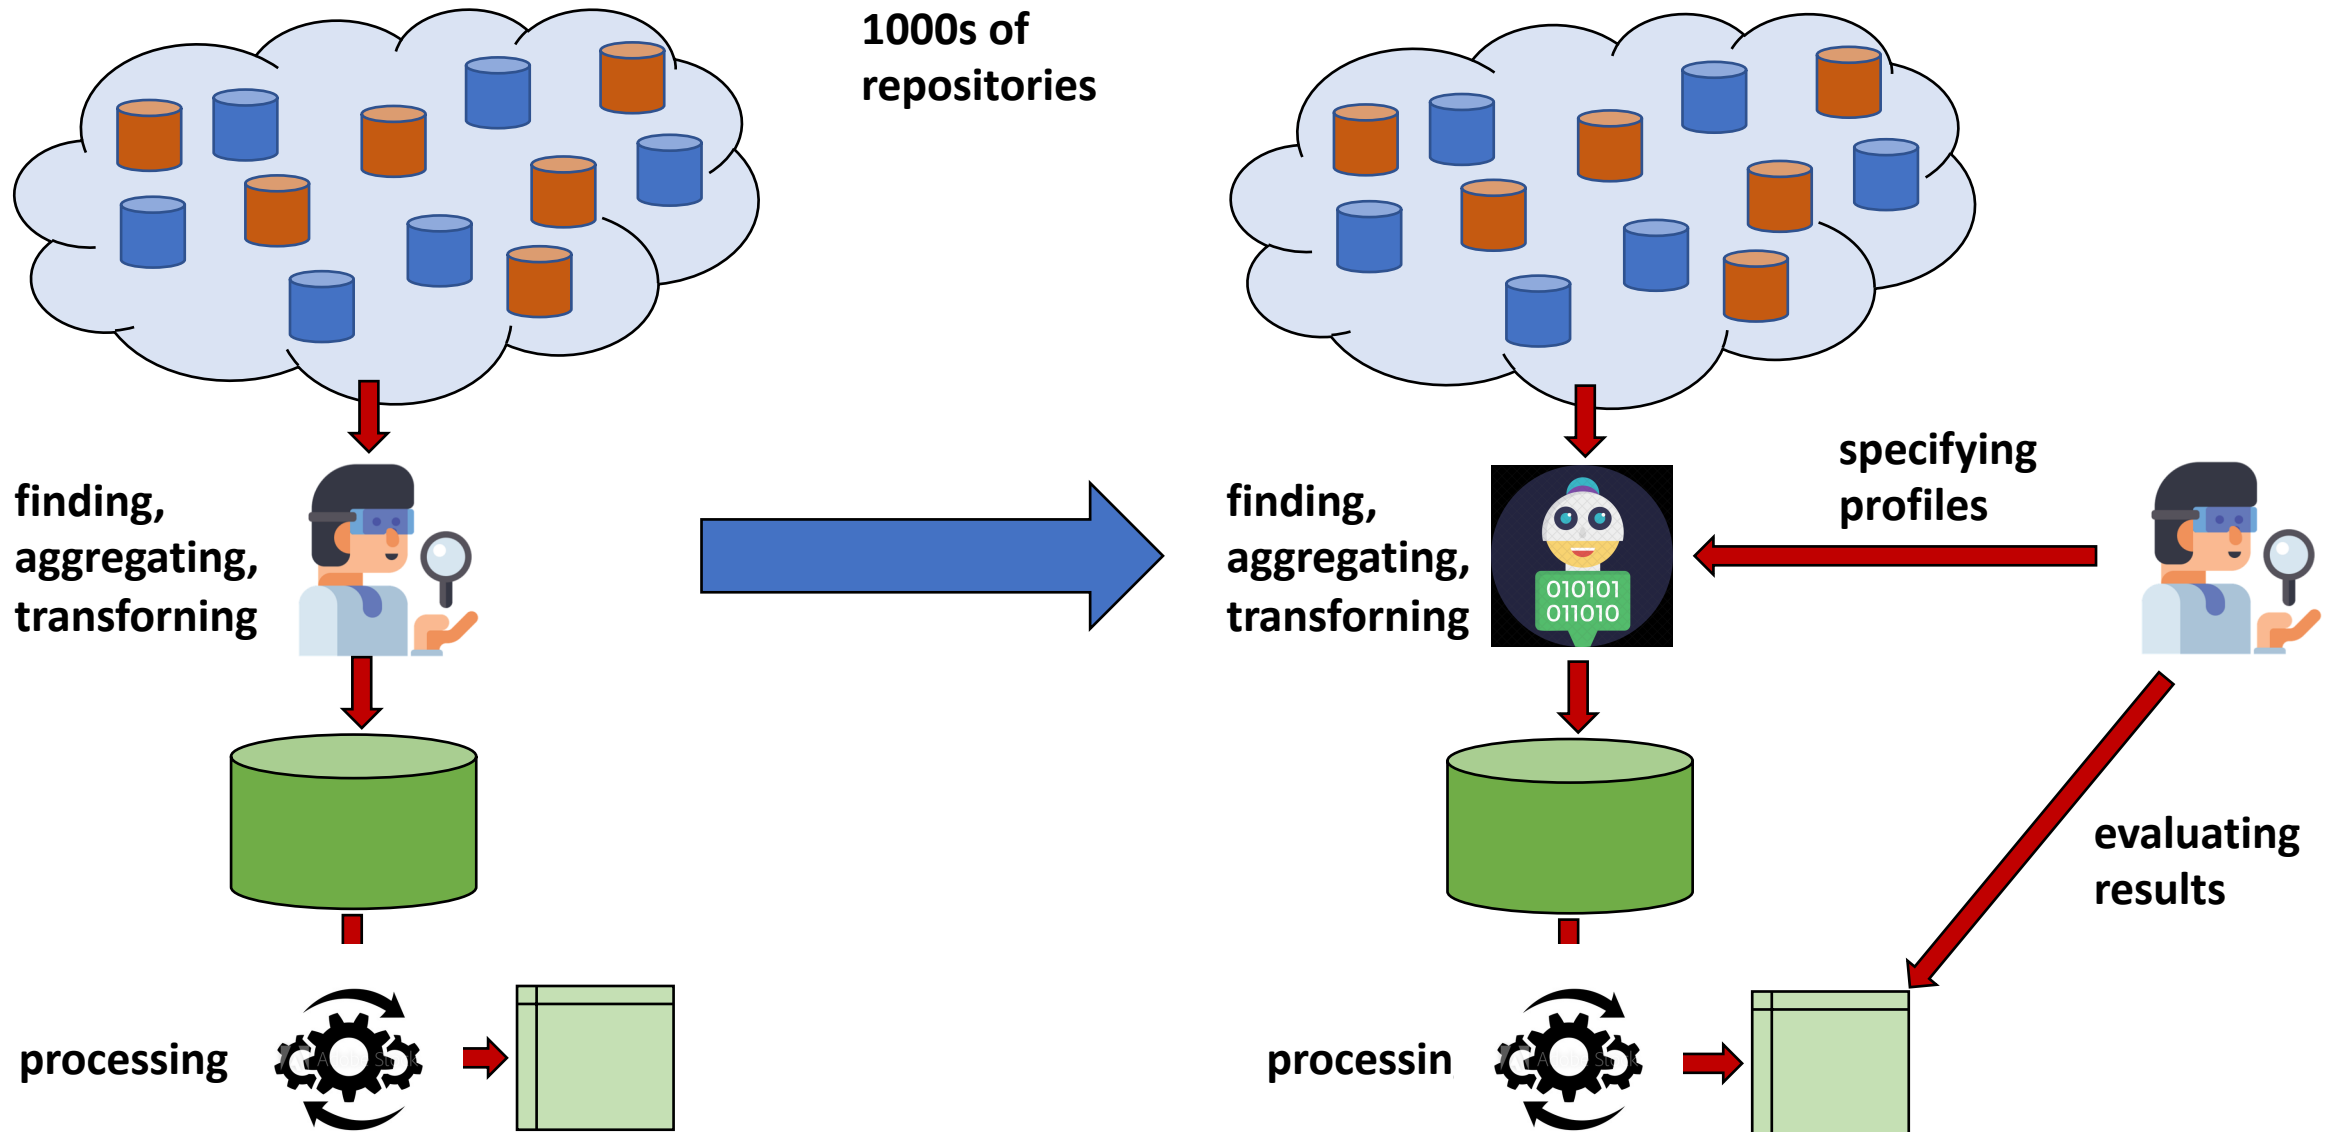 1000s of
repositories
finding,
aggregating,
transforning
processing
finding,
aggregating,
transforning
010101
011010
specifying
profiles
evaluating
results
processin